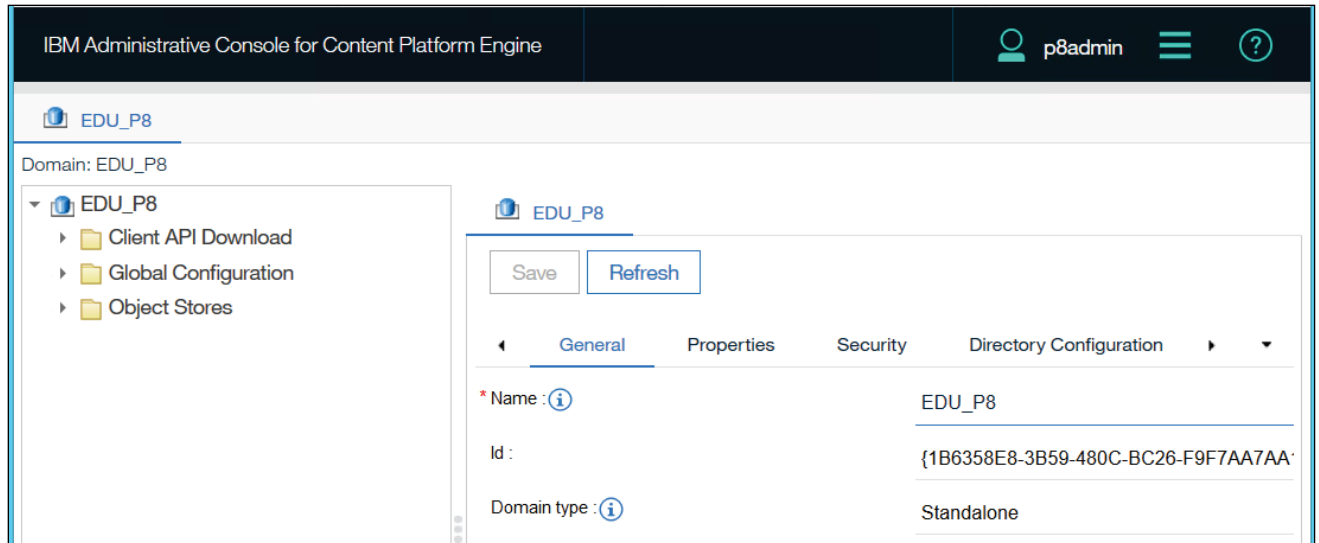 IBM Administrative Console for Content Platform Engine
p8admin
EDU_P8
Domain: EDU_P8
EDU_P8
Client API Download
Global Configuration
Object Stores
EDU_P8
Save
Refresh
General
Properties
Security
Directory Configuration
* Name :
EDU_P8
Id :
{1B6358E8-3B59-480C-BC26-F9F7AA7AA
Domain type :
Standalone